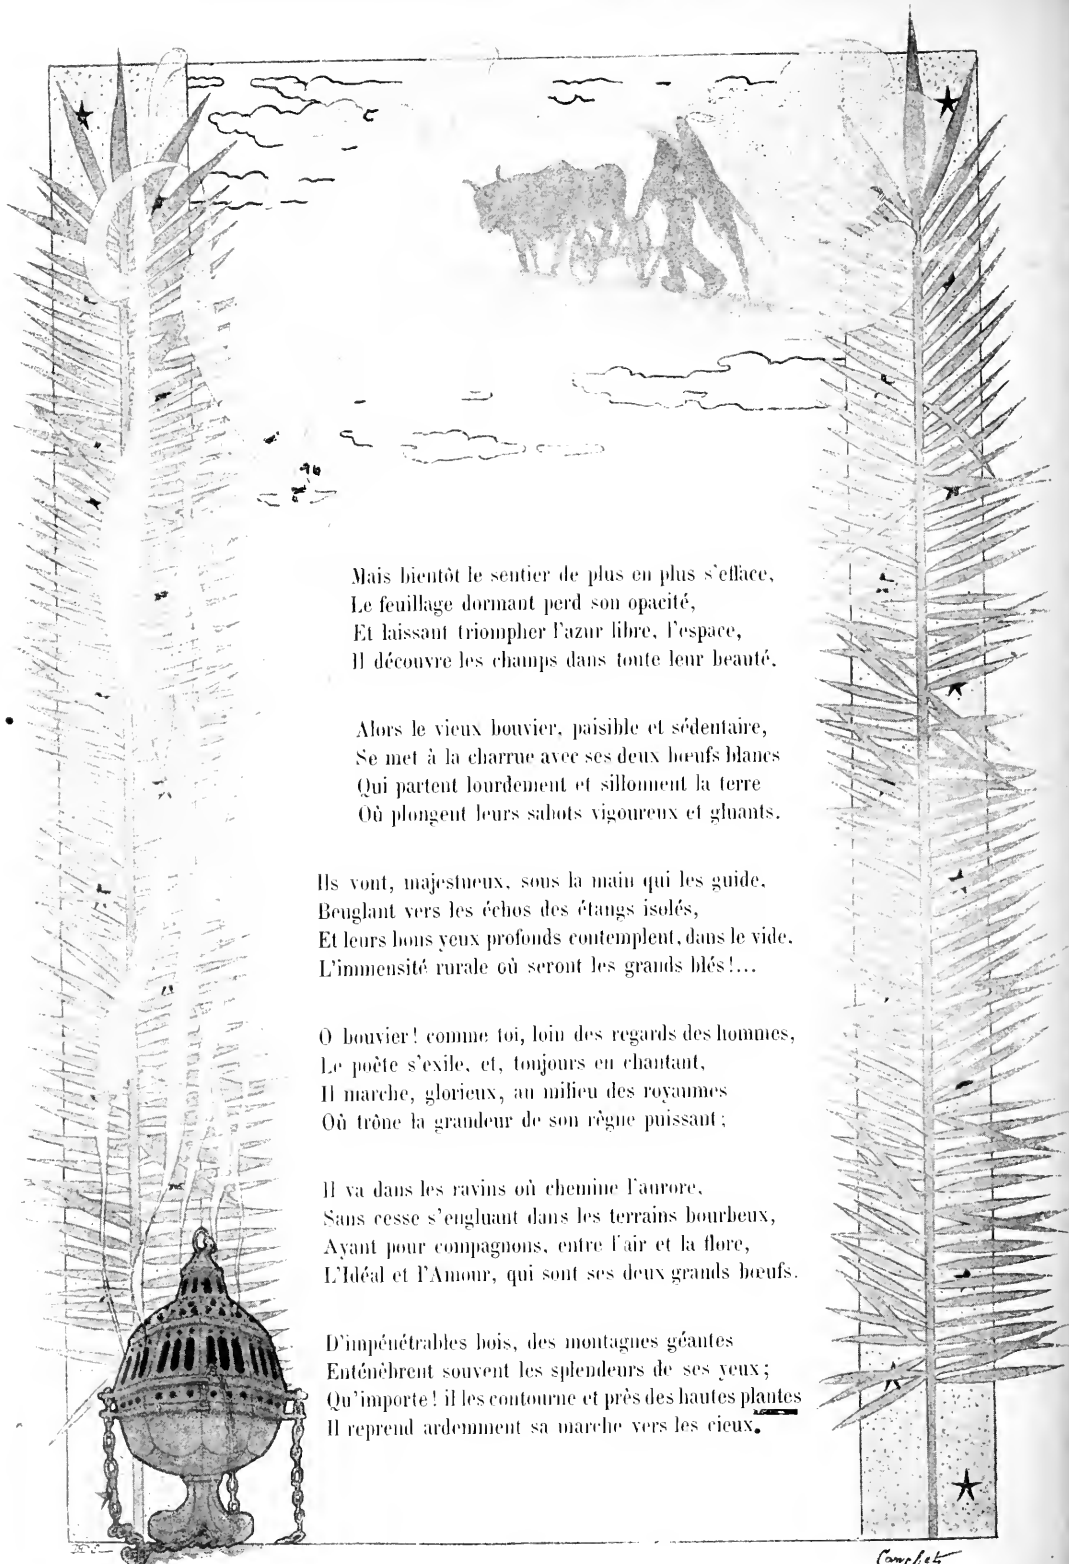 Mais bientôt le sentier de plus en plus s'efface,
Le feuillage dormant perd son opacité,
Et laissant triompher l'azur libre, l'espace,
Il découvre les champs dans toute leur beauté.
Alors le vieux bouvier, paisible et sédentaire,
Se met à la charrue avec ses deux bœufs blancs
Qui partent lourdement et sillonnent la terre
Où plongent leurs sabots vigoureux et gluants.
Ils vont, majestueux, sous la main qui les guide,
Beuglant vers les échos des étangs isolés,
Et leurs bons yeux profonds contemplent, dans le vide,
L'immensité rurale où seront les grands blés !...
O bouvier ! comme toi, loin des regards des hommes,
Le poète s'exile, et, toujours en chantant,
Il marche, glorieux, au milieu des royaumes
Où trône la grandeur de son règne puissant ;
Il va dans les ravins où chemine l'aurore,
Sans cesse s'engluant dans les terrains bourbeux,
Ayant pour compagnons, entre l'air et la flore,
L'Idéal et l'Amour, qui sont ses deux grands bœufs.
D'impénétrables bois, des montagnes géantes
Enténèbrent souvent les splendeurs de ses yeux ;
Qu'importe ! il les contourne et près des hautes plantes
Il reprend ardemment sa marche vers les cieux.